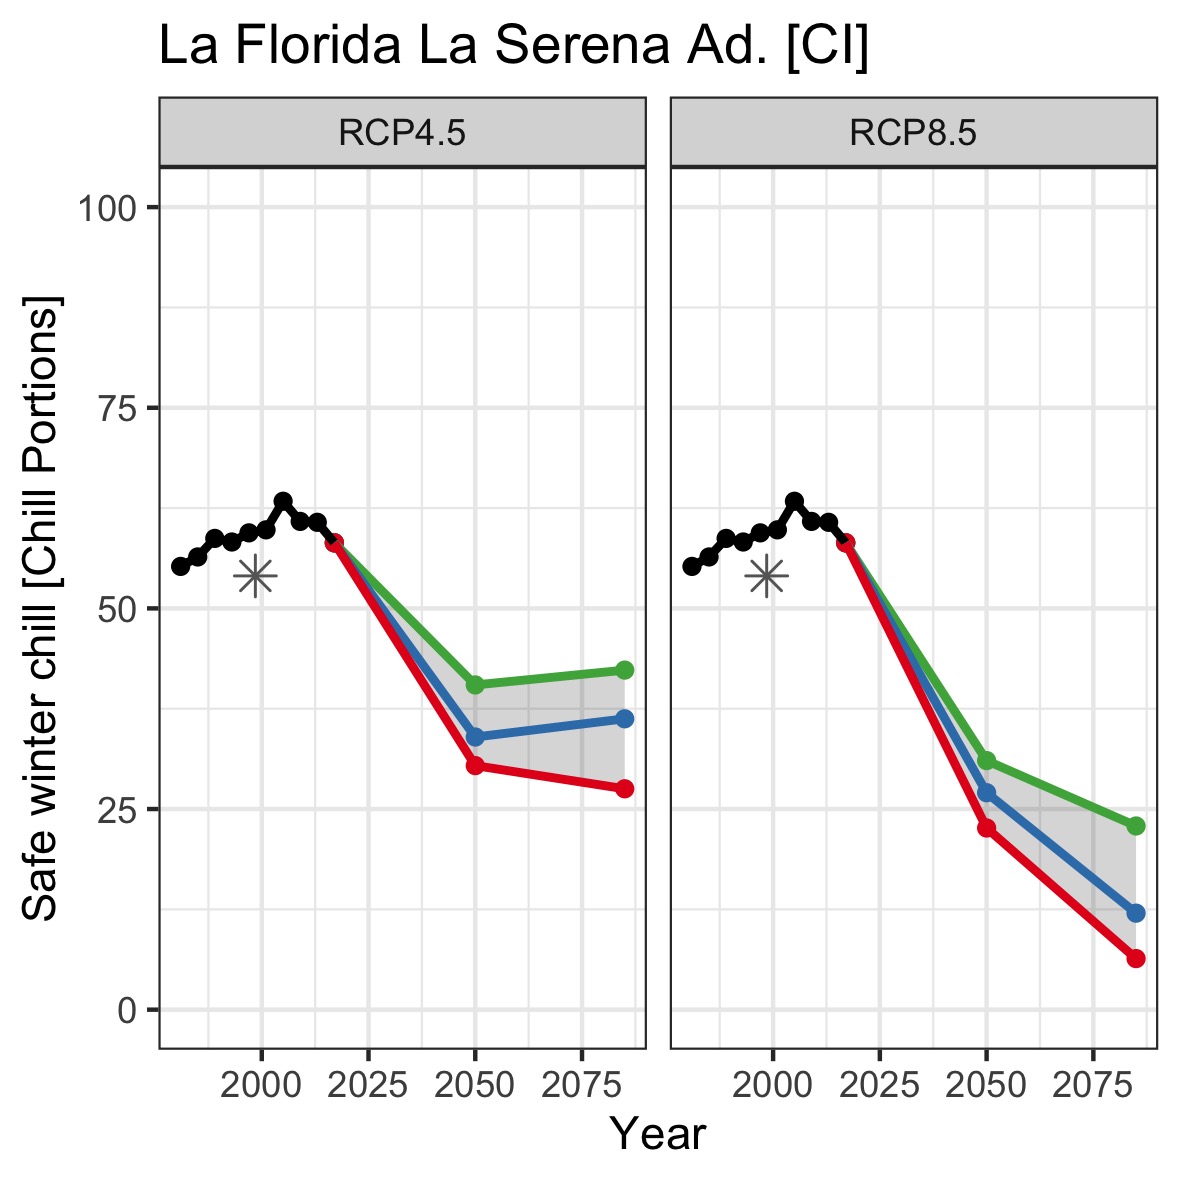 La Florida La Serena Ad. [CI]
RCP4.5
RCP8.5
Safe winter chill [Chill Portions]
100
75
50
25
0
2000 2025 2050 2075
2000 2025 2050 2075
Year